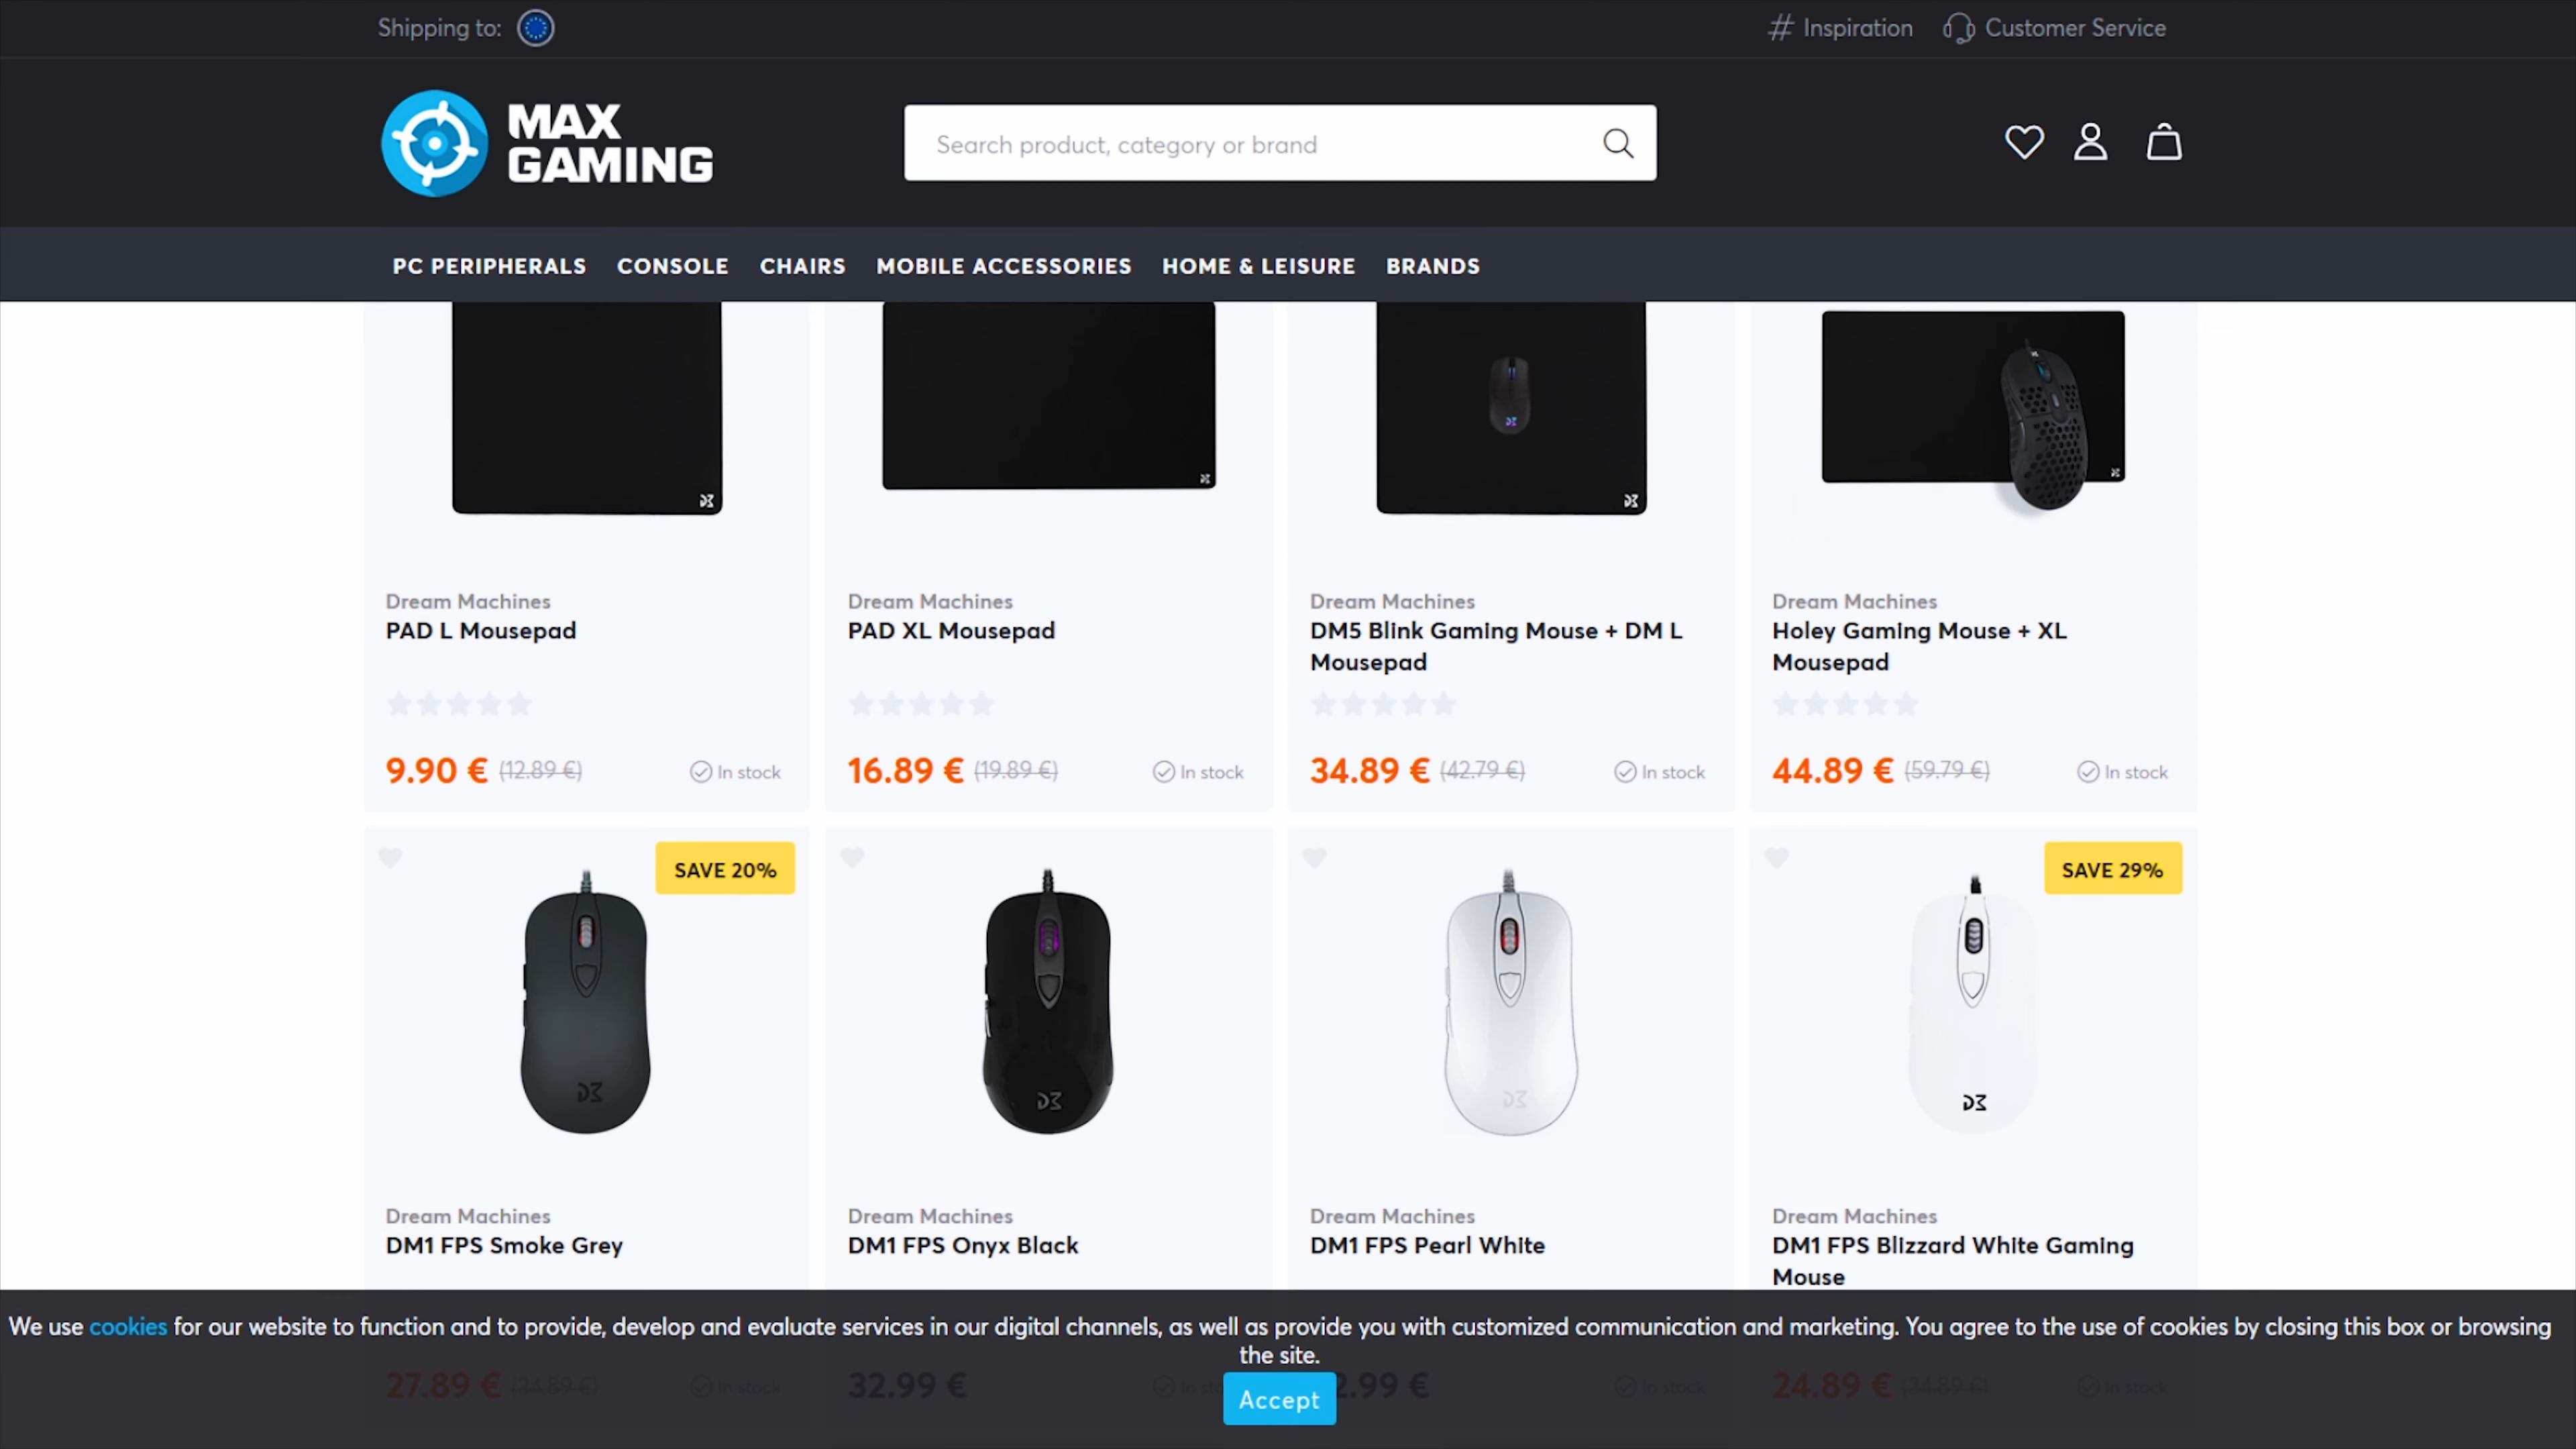 Shipping to:
# Inspiration
Customer Service
MAX
GAMING
Search product, category or brand
PC PERIPHERALS
CONSOLE
CHAIRS
MOBILE ACCESSORIES
HOME & LEISURE
BRANDS
Dream Machines
PAD L Mousepad
9.90 € (12.89 €)
In stock
Dream Machines
PAD XL Mousepad
16.89 € (19.89 €)
In stock
Dream Machines
DM5 Blink Gaming Mouse + DM L
Mousepad
34.89 € (42.79 €)
In stock
Dream Machines
Holey Gaming Mouse + XL
Mousepad
44.89 € (59.79 €)
In stock
SAVE 20%
Dream Machines
DM1 FPS Smoke Grey
Dream Machines
DM1 FPS Onyx Black
Dream Machines
DM1 FPS Pearl White
SAVE 29%
Dream Machines
DM1 FPS Blizzard White Gaming
Mouse
We use cookies for our website to function and to provide, develop and evaluate services in our digital channels, as well as provide you with customized communication and marketing. You agree to the use of cookies by closing this box or browsing
the site.
27.89 € (34.89 €)
In stock
32.99 €
2.99 €
In stock
24.89 € (34.89 €)
In stock
Accept